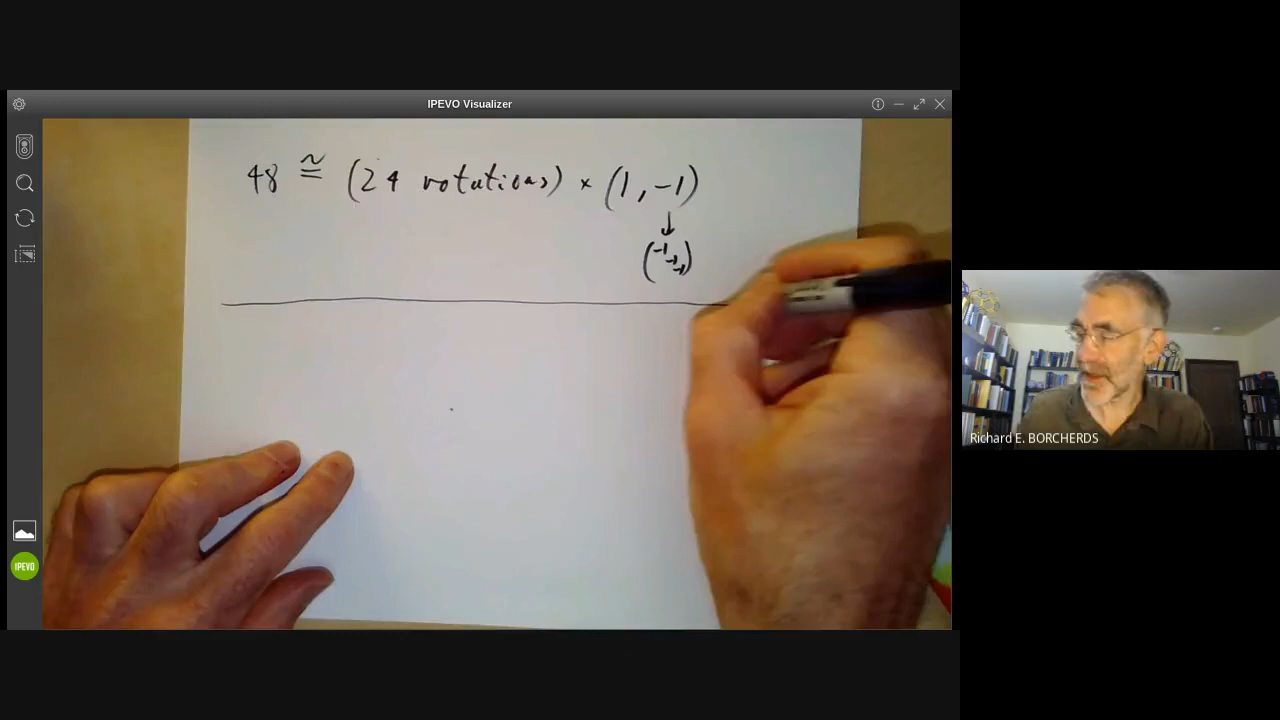 IPEVO Visualizer
48 ≅ (24 rotations) × (1, -1)
↓
(-1 -1 -1)
IPEVO
Richard E. BORCHERDS